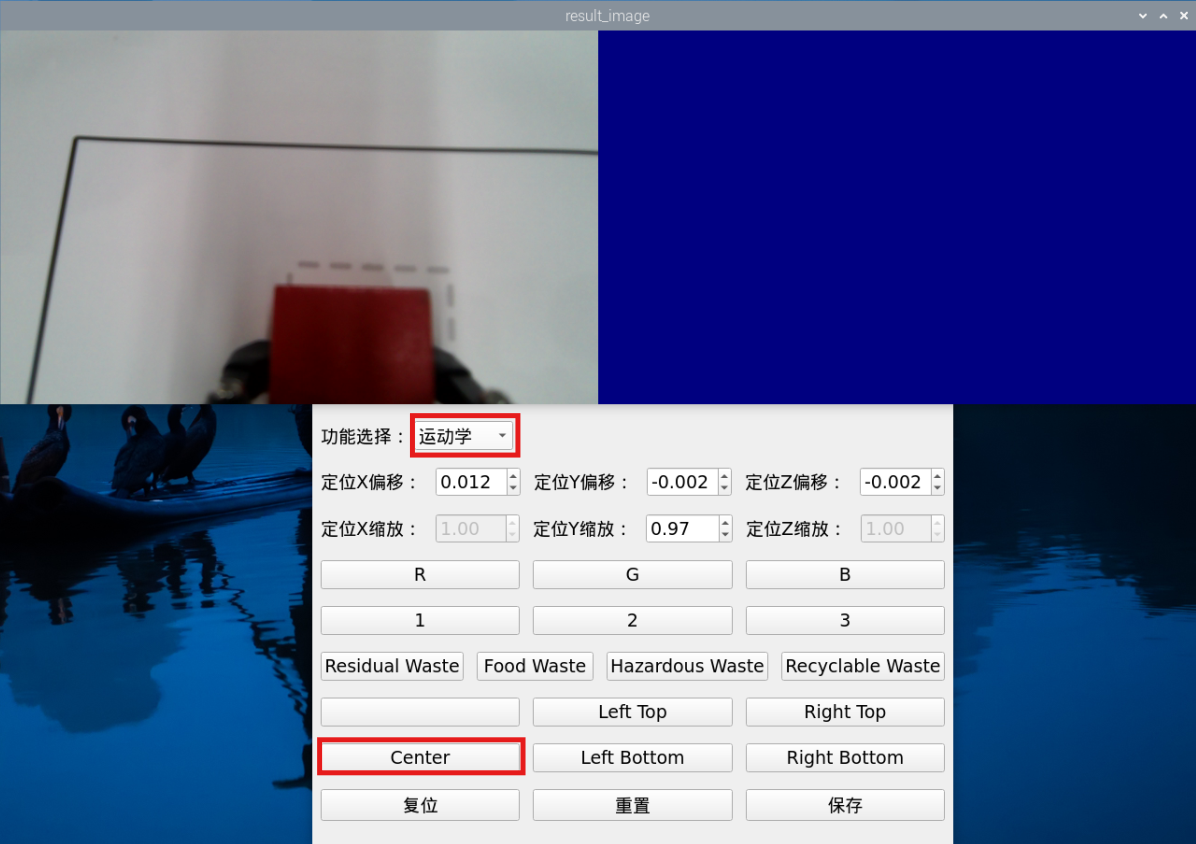 result_image
功能选择： 运动学
定位X偏移： 0.012 定位Y偏移： -0.002 定位Z偏移： -0.002
定位X缩放： 1.00 定位Y缩放： 0.97 定位Z缩放： 1.00
R G B
1 2 3
Residual Waste Food Waste Hazardous Waste Recyclable Waste
Left Top Right Top
Center Left Bottom Right Bottom
复位 重置 保存